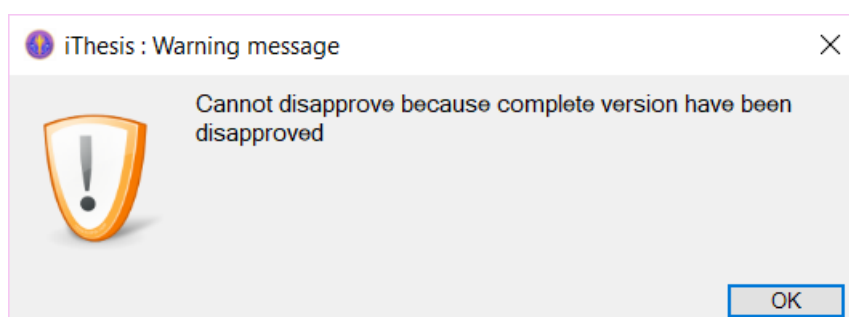 iThesis : Warning message
Cannot disapprove because complete version have been
disapproved
OK